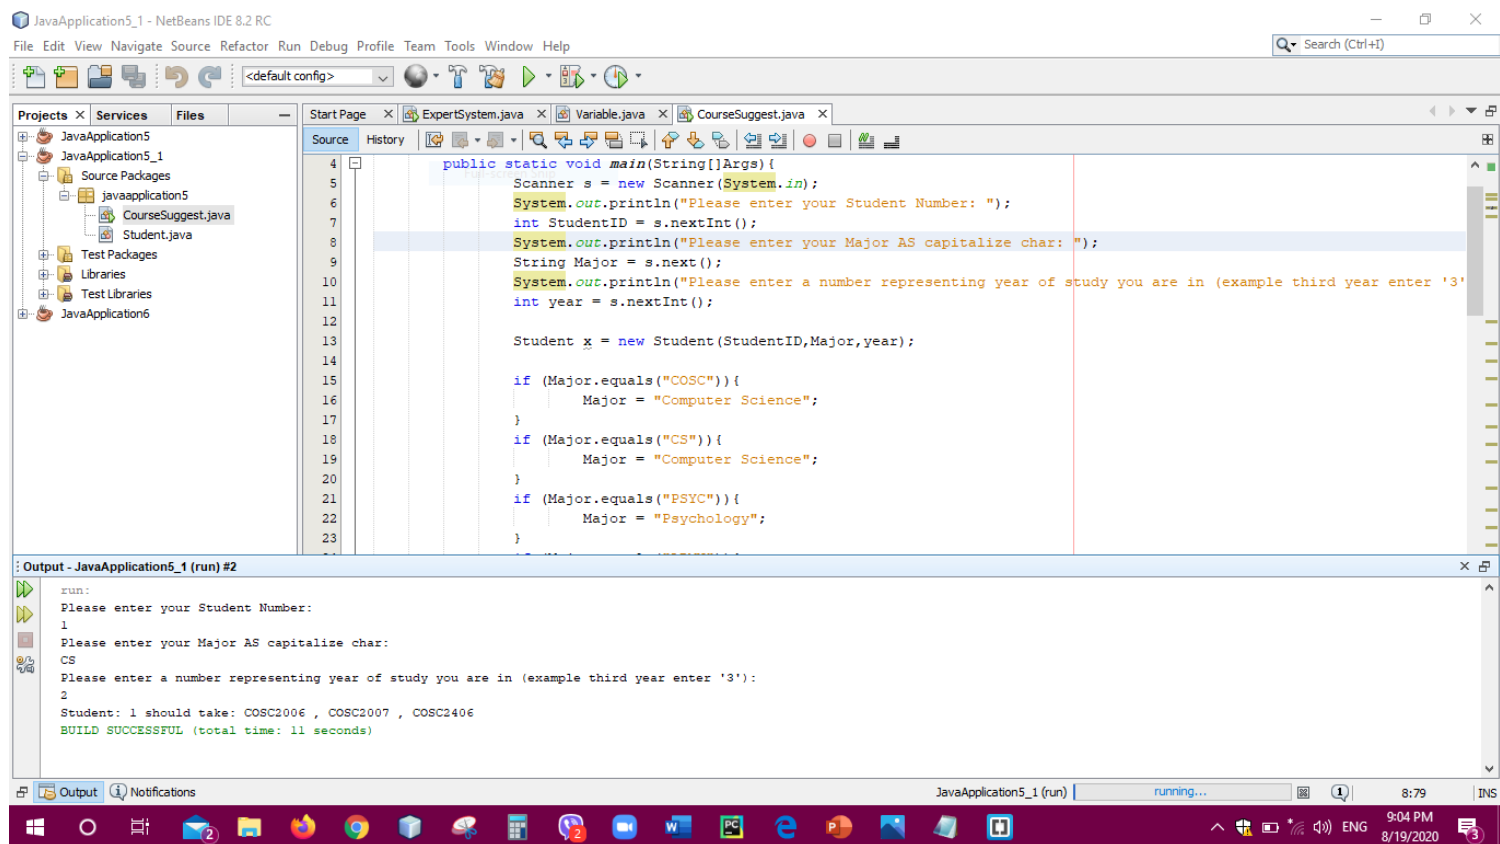 JavaApplication5_1 - NetBeans IDE 8.2 RC
File Edit View Navigate Source Refactor Run Debug Profile Team Tools Window Help
Search (Ctrl+I)
<default config>
Projects Services Files
Start Page ExpertSystem.java Variable.java CourseSuggest.java
Source History
JavaApplication5
JavaApplication5_1
Source Packages
javaapplication5
CourseSuggest.java
Student.java
Test Packages
Libraries
Test Libraries
JavaApplication6
Full-screen Snip
4 public static void main(String[]Args){
5 Scanner s = new Scanner(System.in);
6 System.out.println("Please enter your Student Number: ");
7 int StudentID = s.nextInt();
8 System.out.println("Please enter your Major AS capitalize char: ");
9 String Major = s.next();
10 System.out.println("Please enter a number representing year of study you are in (example third year enter '3'
11 int year = s.nextInt();
12
13 Student x = new Student(StudentID,Major,year);
14
15 if (Major.equals("COSC")){
16 Major = "Computer Science";
17 }
18 if (Major.equals("CS")){
19 Major = "Computer Science";
20 }
21 if (Major.equals("PSYC")){
22 Major = "Psychology";
23 }
Output - JavaApplication5_1 (run) #2
run:
Please enter your Student Number:
1
Please enter your Major AS capitalize char:
CS
Please enter a number representing year of study you are in (example third year enter '3'):
2
Student: 1 should take: COSC2006 , COSC2007 , COSC2406
BUILD SUCCESSFUL (total time: 11 seconds)
Output Notifications
JavaApplication5_1 (run) running... 1 8:79 INS
2 2 ENG 9:04 PM
8/19/2020 3